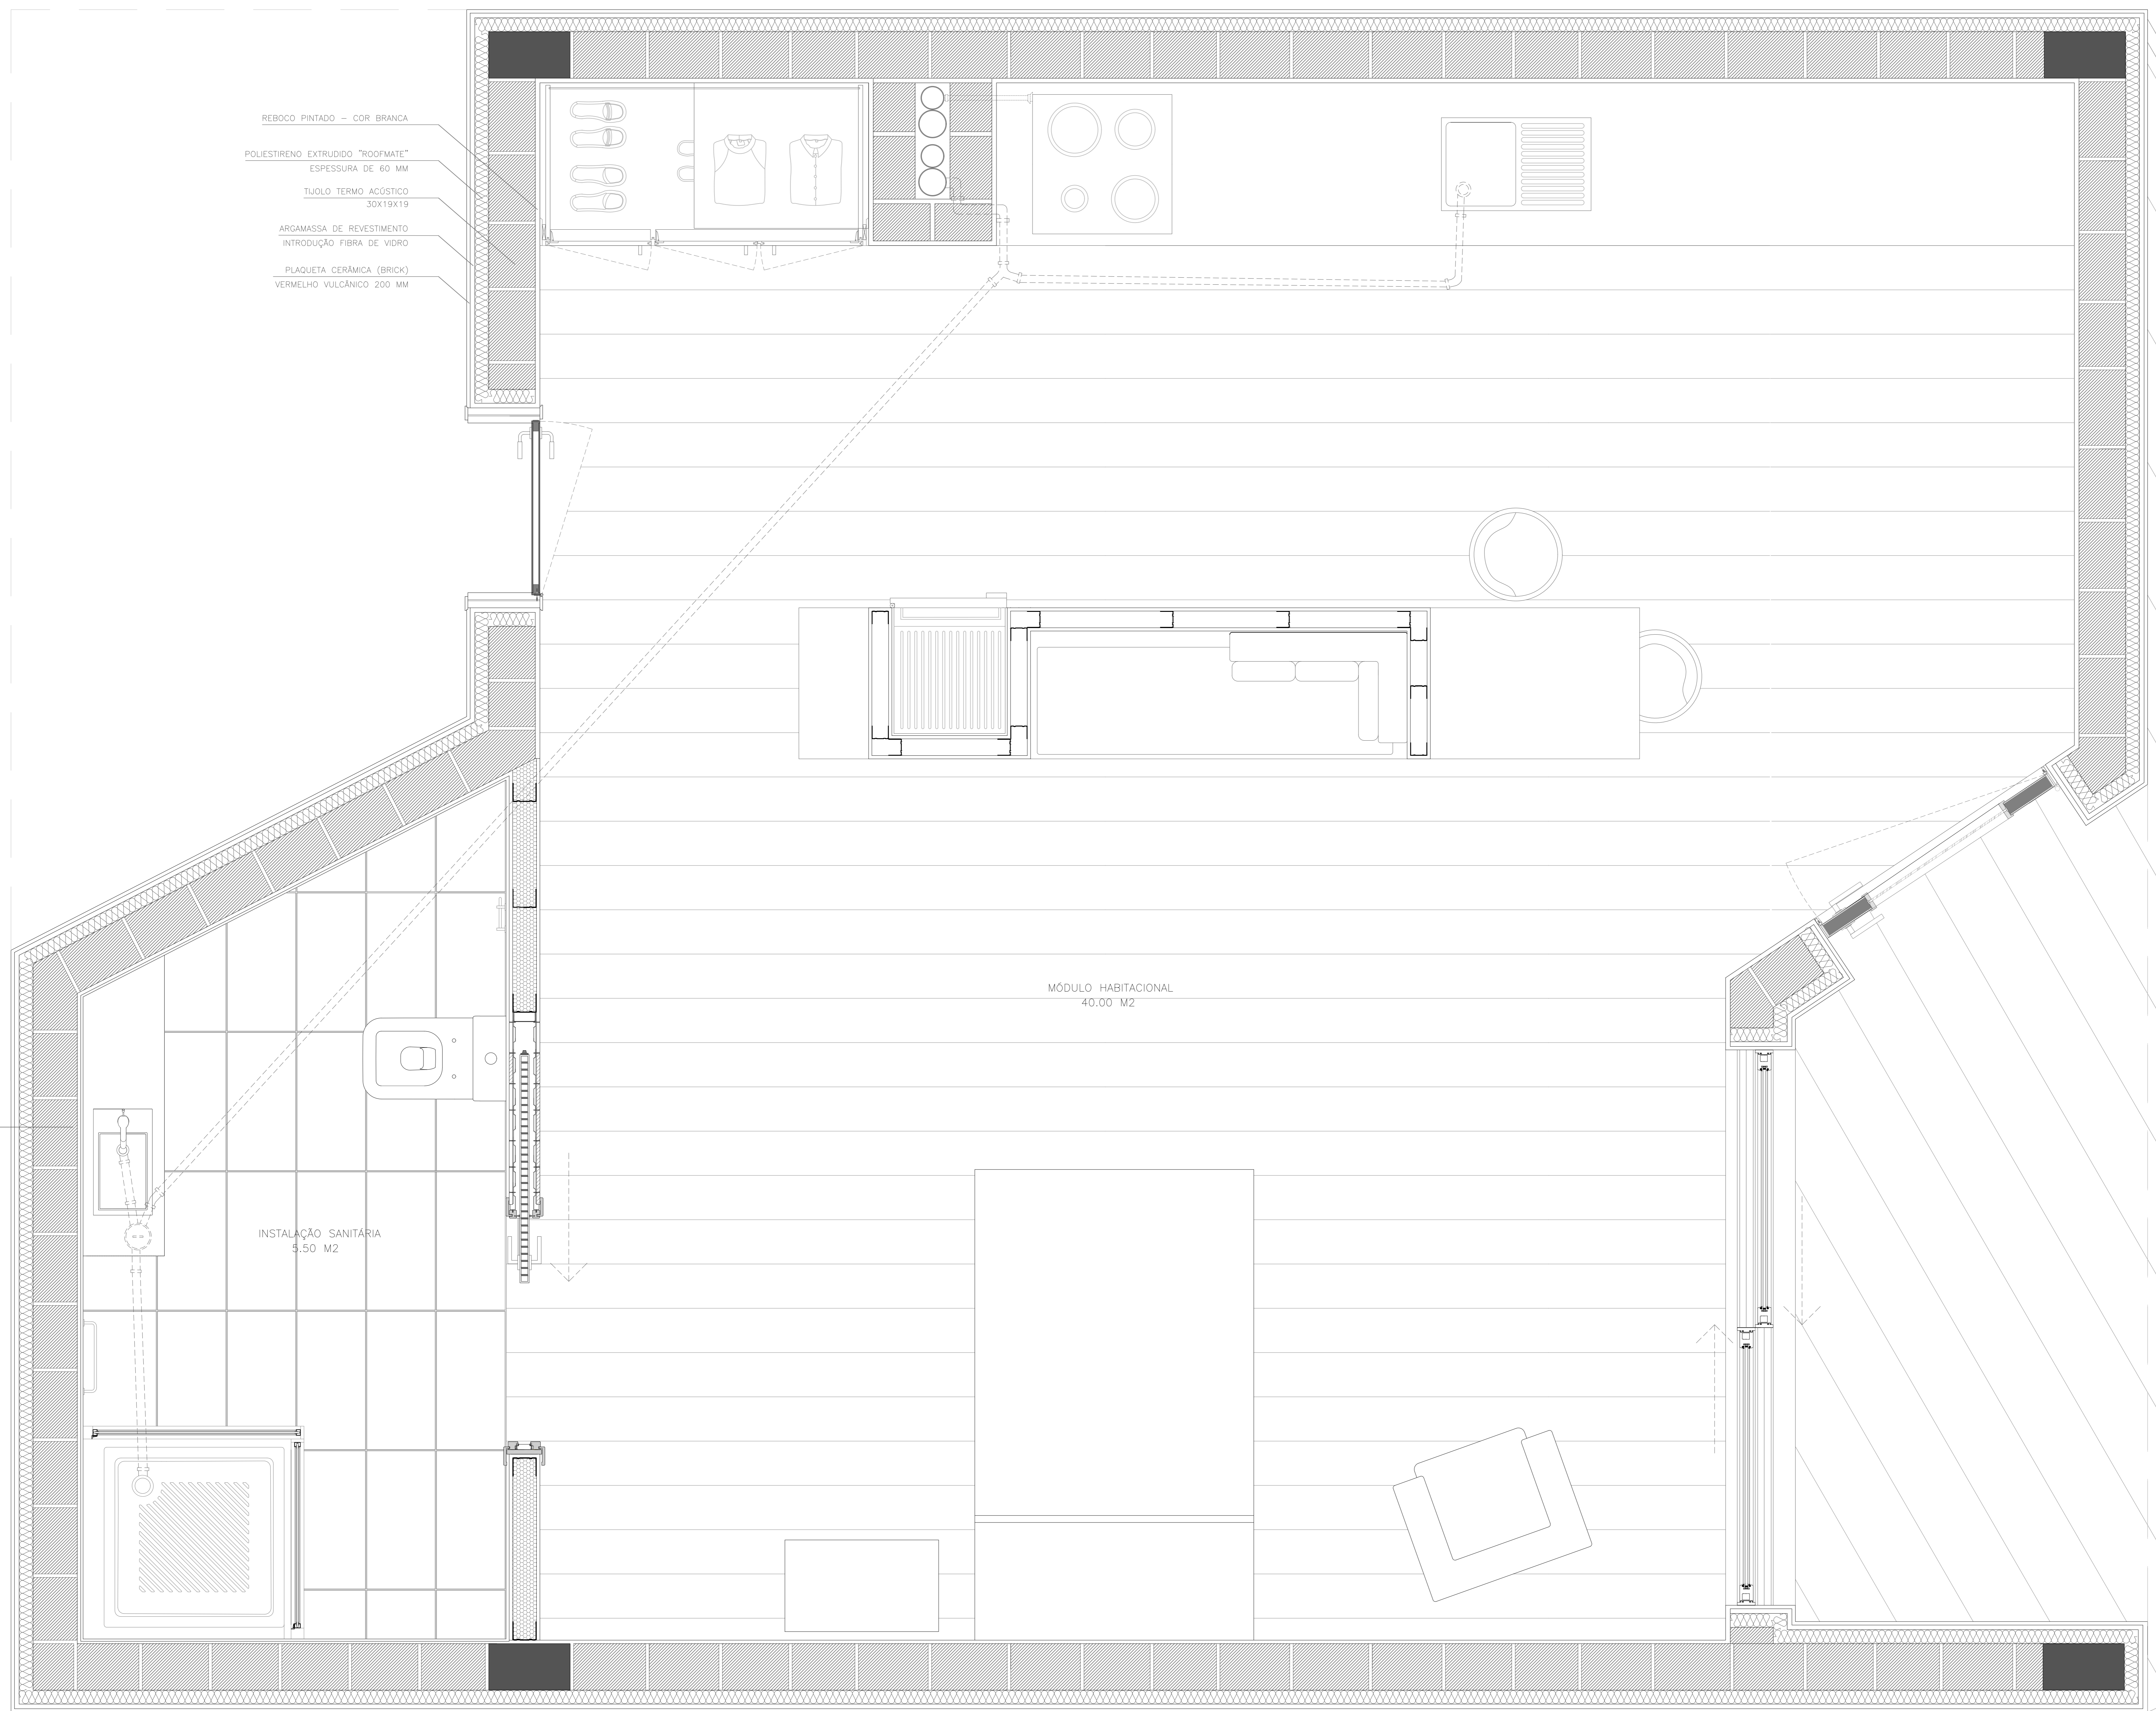 REBOCO PINTADO – COR BRANCA
POLIESTIRENO EXTRUDIDO "ROOFMATE"
ESPESSURA DE 60 MM
TIJOLO TERMO ACÚSTICO
30X19X19
ARGAMASSA DE REVESTIMENTO
INTRODUÇÃO FIBRA DE VIDRO
PLAQUETA CERÂMICA (BRICK)
VERMELHO VULCÂNICO 200 MM
MÓDULO HABITACIONAL
40.00 M2
INSTALAÇÃO SANITÁRIA
5.50 M2